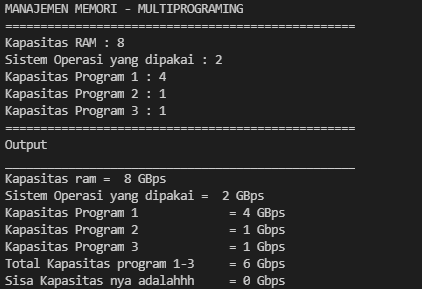 MANAJEMEN MEMORI - MULTIPROGRAMING
==================================================
Kapasitas RAM : 8
Sistem Operasi yang dipakai : 2
Kapasitas Program 1 : 4
Kapasitas Program 2 : 1
Kapasitas Program 3 : 1
==================================================
Output
__________________________________________________
Kapasitas ram =  8 GBps
Sistem Operasi yang dipakai =  2 GBps
Kapasitas Program 1             = 4 GBps
Kapasitas Program 2             = 1 GBps
Kapasitas Program 3             = 1 GBps
Total Kapasitas program 1-3     = 6 GBps
Sisa Kapasitas nya adalahhh     = 0 GBps